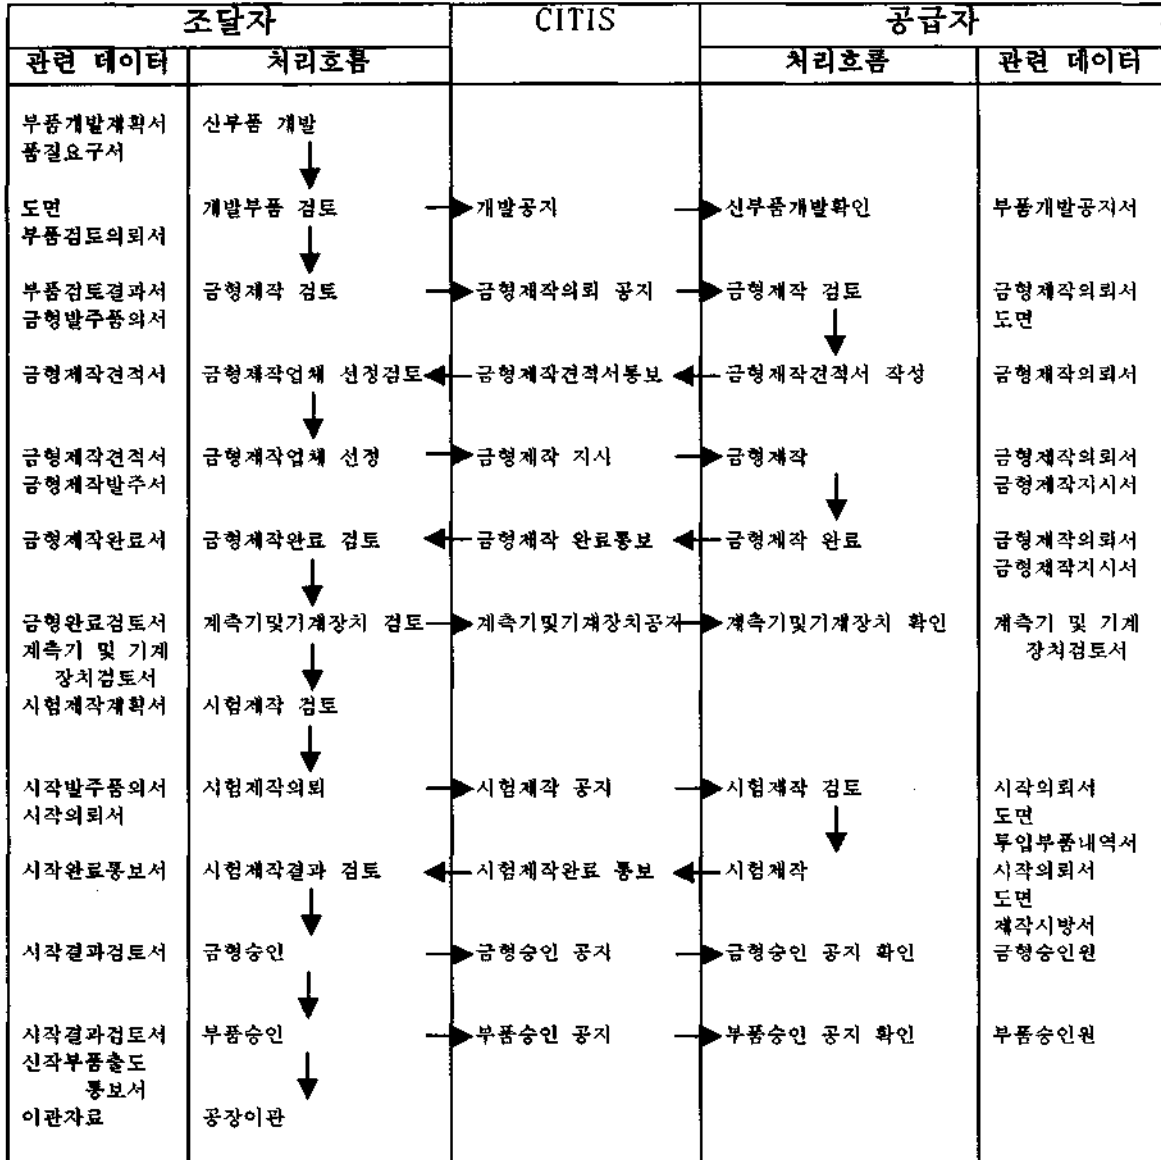 조달자 CITIS 공급자
관련 데이터 처리흐름 처리흐름 관련 데이터
부품개발계획서 신부품 개발
품질요구서
도면 개발부품 검토 개발공지 신부품개발확인 부품개발공지서
부품검토의뢰서
부품검토결과서 금형제작 검토 금형제작의뢰 공지 금형제작 검토 금형제작의뢰서
금형발주품의서 도면
금형제작견적서 금형제작업체 선정검토 금형제작견적서통보 금형제작견적서 작성 금형제작의뢰서
금형제작견적서 금형제작업체 선정 금형제작 지시 금형제작 금형제작의뢰서
금형제작발주서 금형제작지시서
금형제작완료서 금형제작완료 검토 금형제작 완료통보 금형제작 완료 금형제작의뢰서
금형제작지시서
금형완료검토서 계측기및기계장치 검토 계측기및기계장치공지 계측기및기계장치 확인 계측기 및 기계
계측기 및 기계 장치검토서
장치검토서
시험제작계획서 시험제작 검토
시작발주품의서 시험제작의뢰 시험제작 공지 시험제작 검토 시작의뢰서
시작의뢰서 도면
투입부품내역서
시작완료통보서 시험제작결과 검토 시험제작완료 통보 시험제작 시작의뢰서
도면
제작시방서
시작결과검토서 금형승인 금형승인 공지 금형승인 공지 확인 금형승인원
시작결과검토서 부품승인 부품승인 공지 부품승인 공지 확인 부품승인원
신작부품출도
통보서
이관자료 공장이관